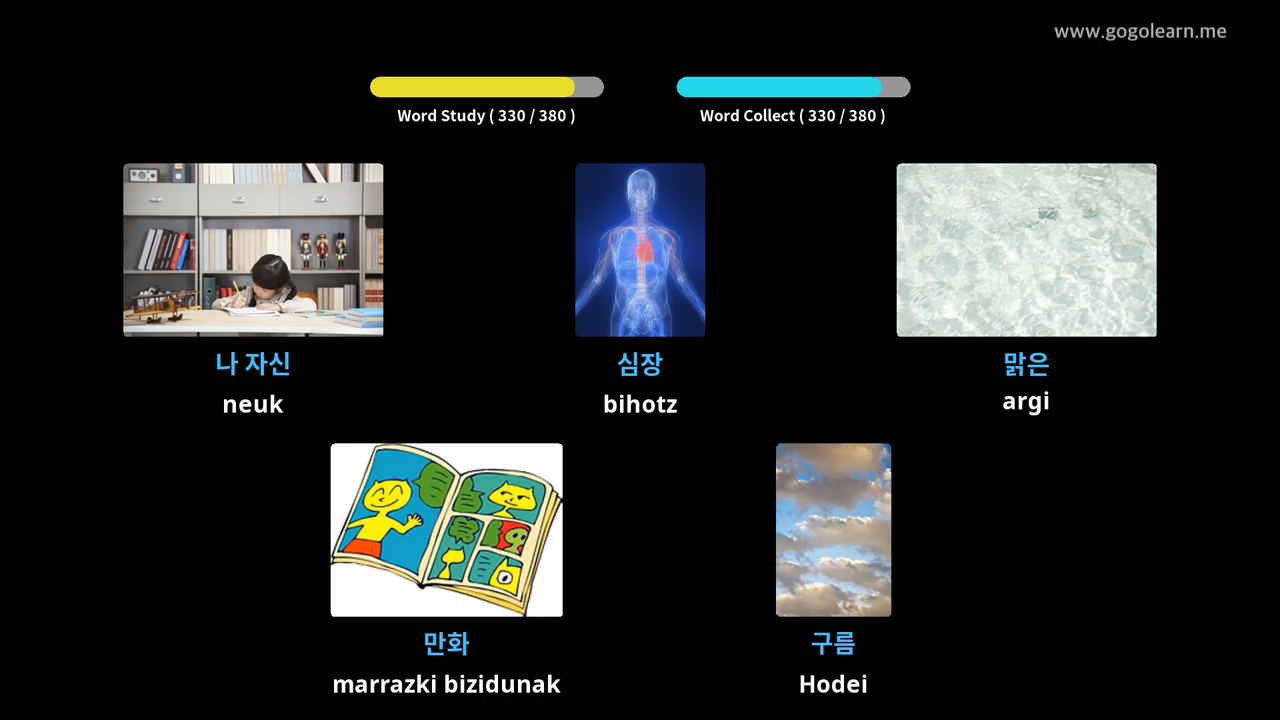 www.gogolearn.me
Word Study ( 330 / 380 )
Word Collect ( 330 / 380 )
나 자신
neuk
심장
bihotz
맑은
argi
만화
marrazki bizidunak
구름
Hodei